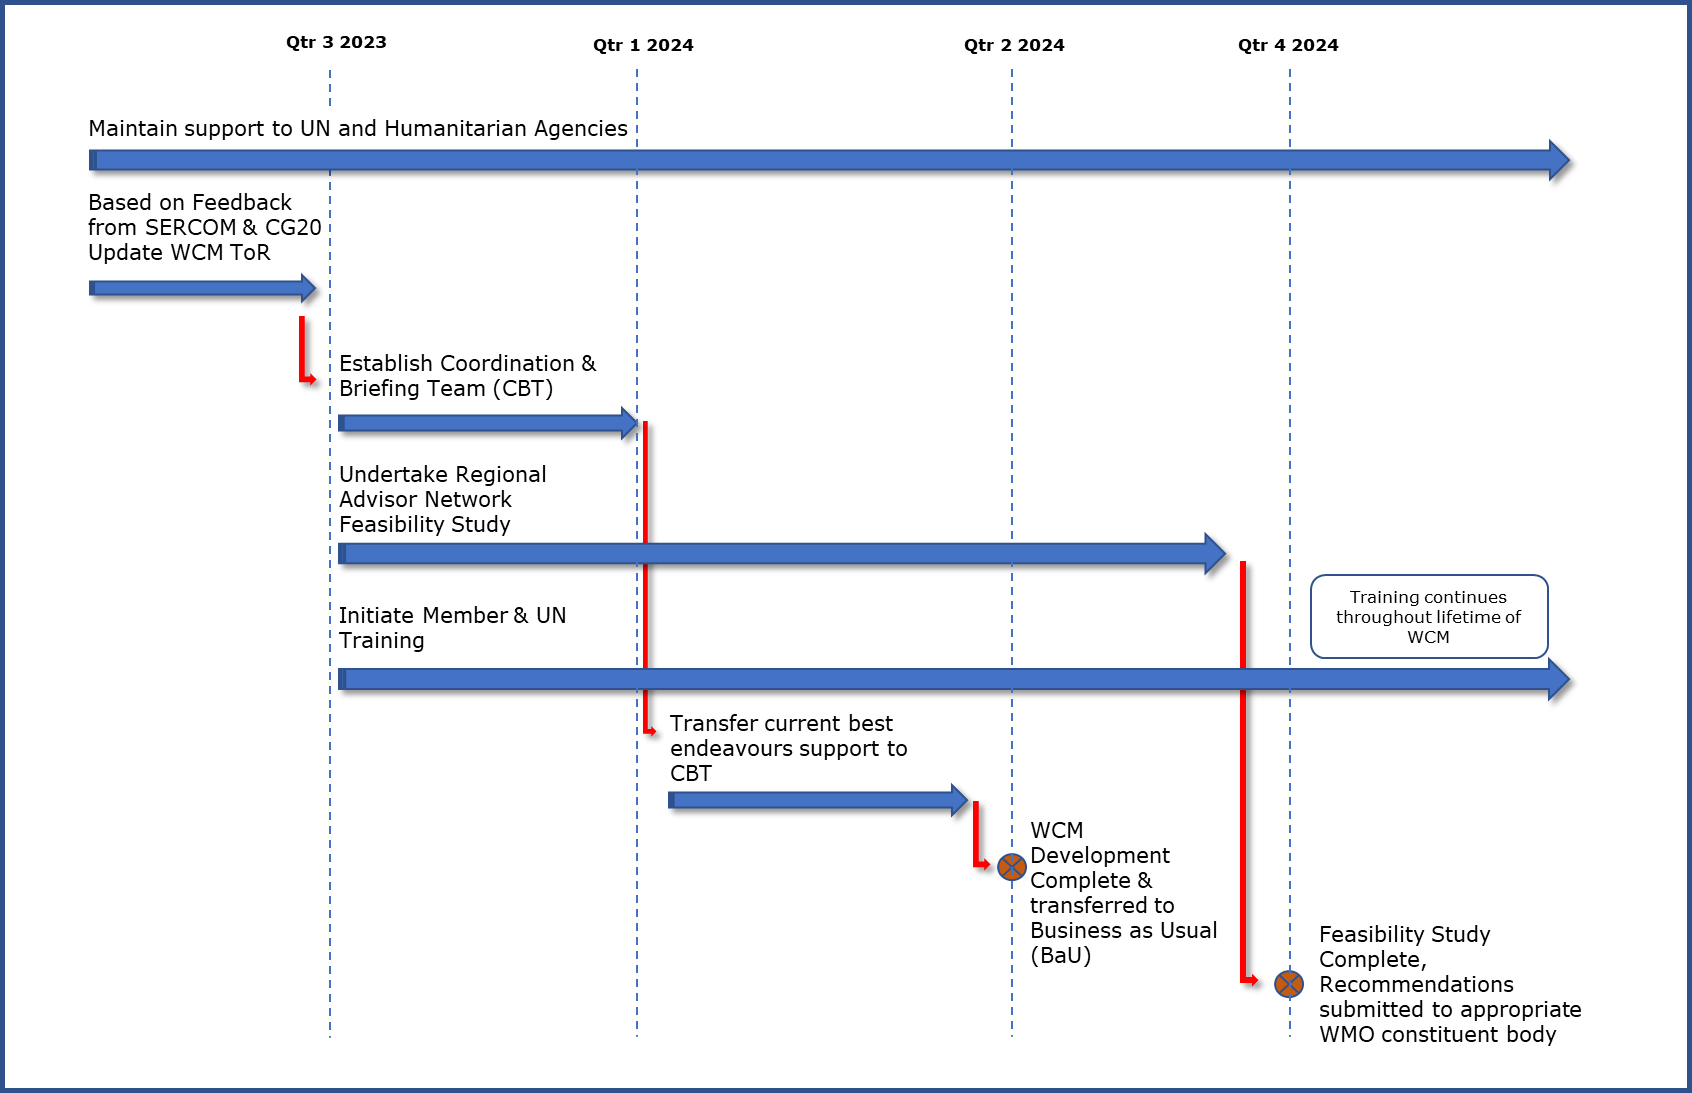 Qtr 3 2023
Qtr 1 2024
Qtr 2 2024
Qtr 4 2024
Maintain support to UN and Humanitarian Agencies
Based on Feedback
from SERCOM & CG20
Update WCM ToR
Establish Coordination &
Briefing Team (CBT)
Undertake Regional
Advisor Network
Feasibility Study
Training continues
throughout lifetime of
WCM
Initiate Member & UN
Training
Transfer current best
endeavours support to
CBT
WCM
Development
Complete &
transferred to
Business as Usual
(BaU)
Feasibility Study
Complete,
Recommendations
submitted to appropriate
WMO constituent body